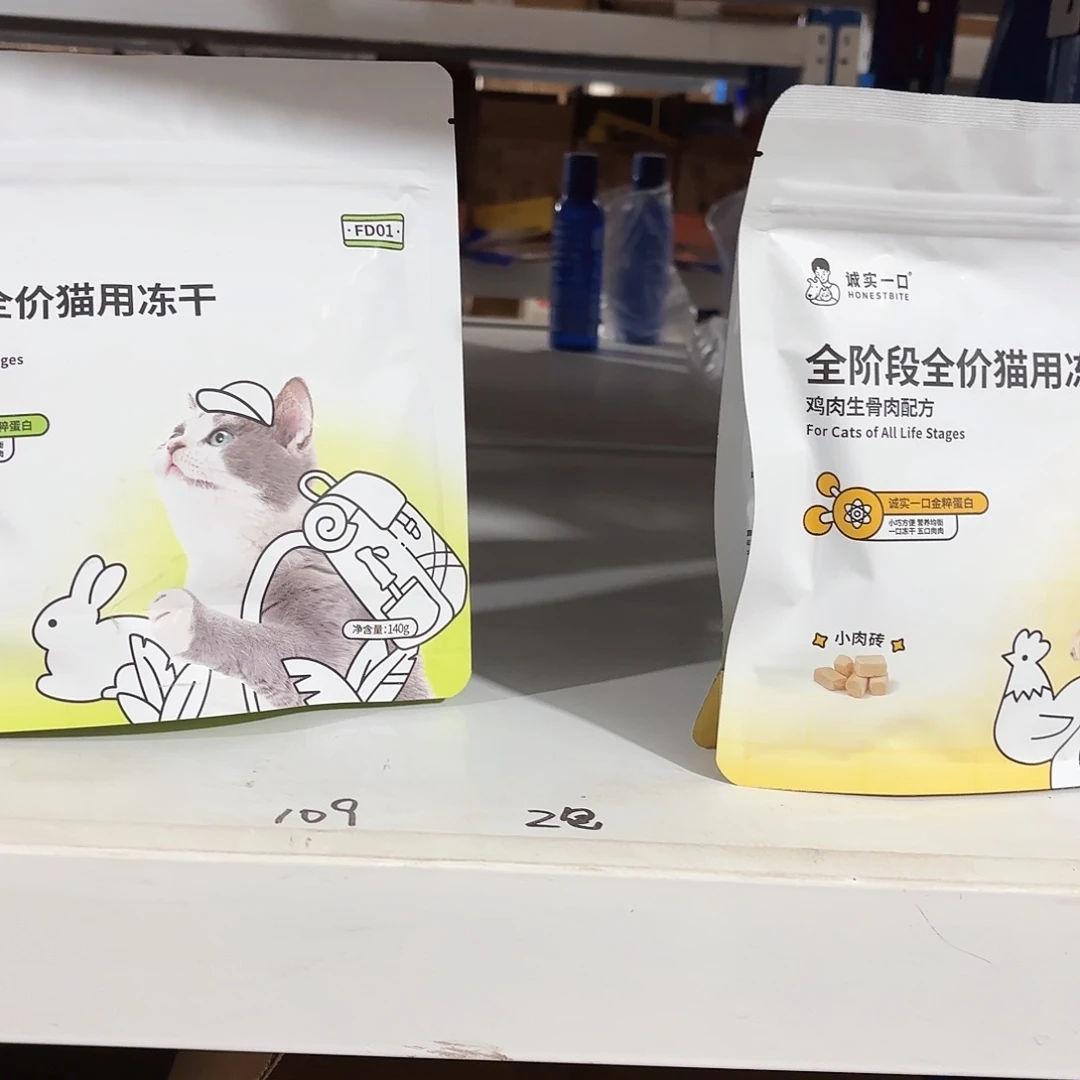 ·FD01·
全价猫用冻干
ges
粹蛋白
净含量:140g
诚实一口®
HONESTBITE
全阶段全价猫用冻
鸡肉生骨肉配方
For Cats of All Life Stages
诚实一口金粹蛋白
小巧方便 营养均衡
一口冻干 五口肉肉
小肉砖
109
2包